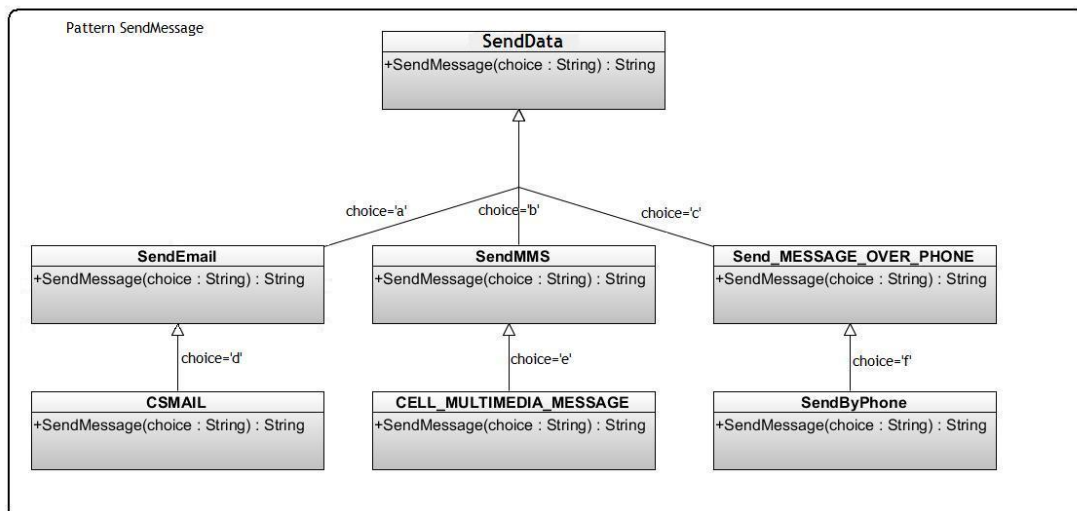 Pattern SendMessage
SendData
+SendMessage(choice : String) : String
choice='a'
choice='b'
choice='c'
SendEmail
+SendMessage(choice : String) : String
SendMMS
+SendMessage(choice : String) : String
Send_MESSAGE_OVER_PHONE
+SendMessage(choice : String) : String
choice='d'
choice='e'
choice='f'
CSMAIL
+SendMessage(choice : String) : String
CELL_MULTIMEDIA_MESSAGE
+SendMessage(choice : String) : String
SendByPhone
+SendMessage(choice : String) : String